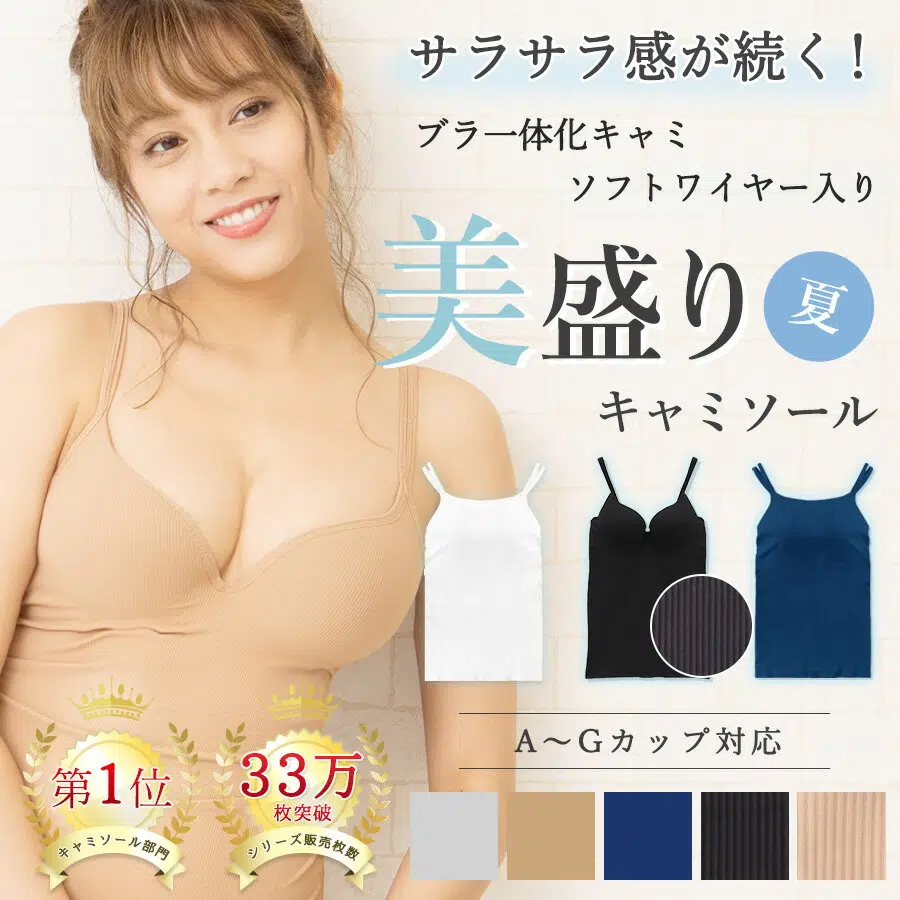 サラサラ感が続く!
ブラ一体化キャミ
ソフトワイヤー入り
美盛り 夏
キャミソール
A〜Gカップ対応
第1位
キャミソール部門
33万
枚突破
シリーズ販売枚数